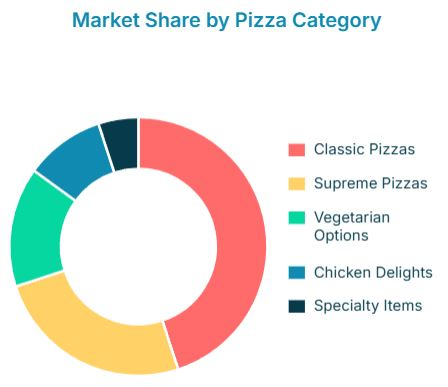 Market Share by Pizza Category
Classic Pizzas
Supreme Pizzas
Vegetarian
Options
Chicken Delights
Specialty Items